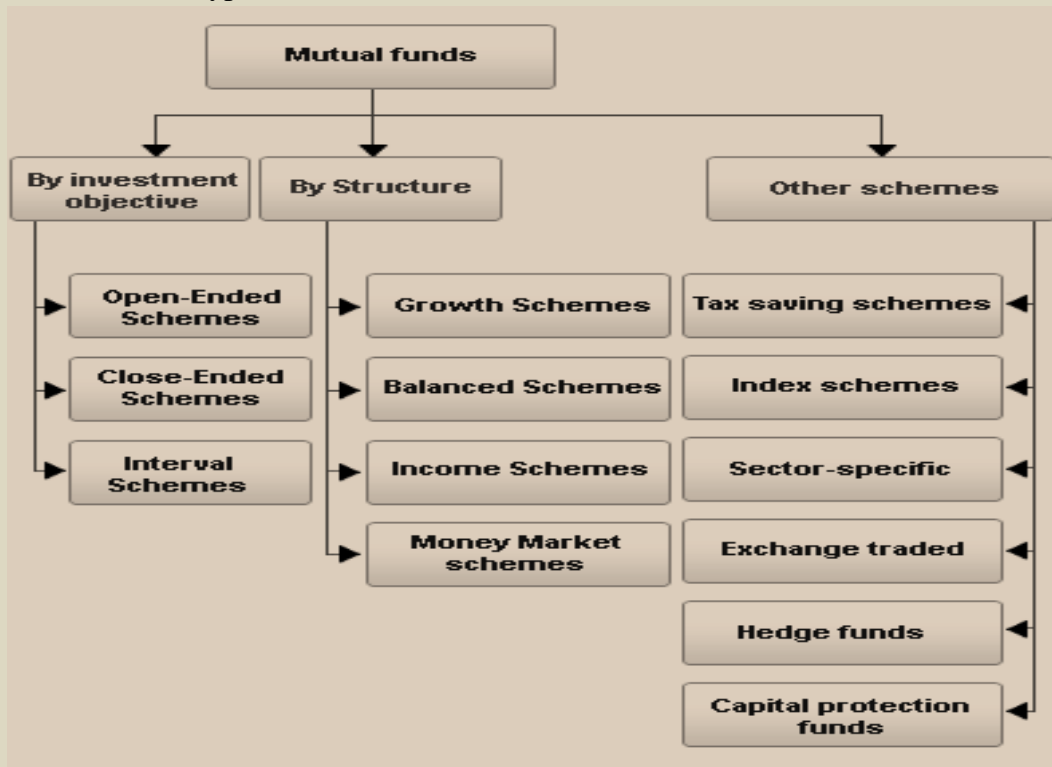 Mutual funds
By investment
objective
By Structure
Other schemes
Open-Ended
Schemes
Close-Ended
Schemes
Interval
Schemes
Growth Schemes
Balanced Schemes
Income Schemes
Money Market
schemes
Tax saving schemes
Index schemes
Sector-specific
Exchange traded
Hedge funds
Capital protection
funds